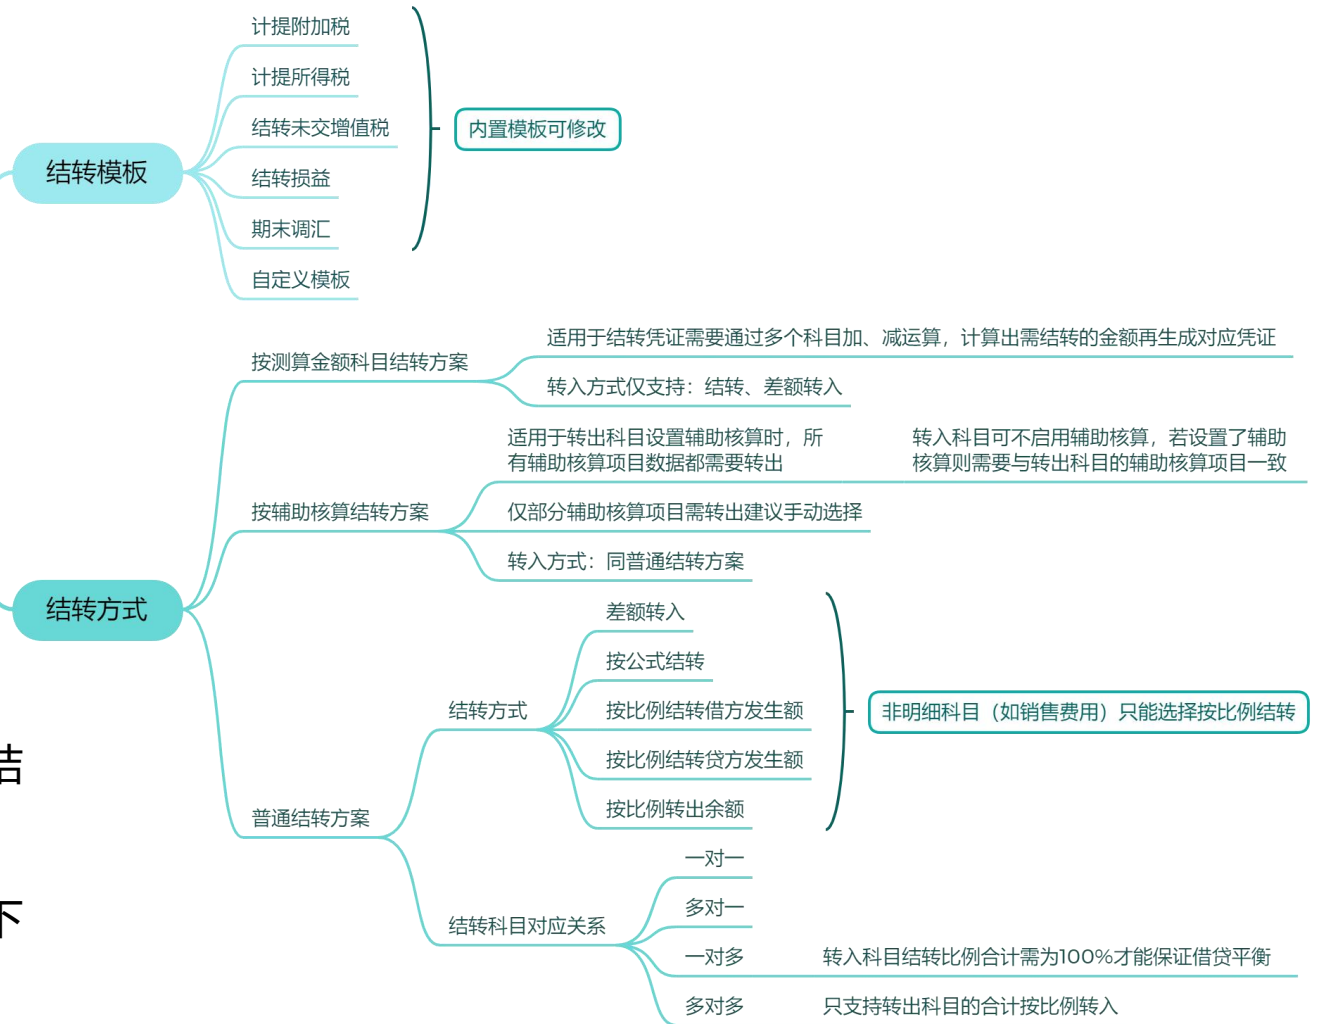 结转模板
计提附加税
计提所得税
结转未交增值税
结转损益
期末调汇
自定义模板
内置模板可修改
结转方式
按测算金额科目结转方案
适用于结转凭证需要通过多个科目加、减运算，计算出需结转的金额再生成对应凭证
转入方式仅支持：结转、差额转入
按辅助核算结转方案
适用于转出科目设置辅助核算时，所
有辅助核算项目数据都需要转出
转入科目可不启用辅助核算，若设置了辅助
核算则需要与转出科目的辅助核算项目一致
仅部分辅助核算项目需转出建议手动选择
转入方式：同普通结转方案
普通结转方案
结转方式
差额转入
按公式结转
按比例结转借方发生额
按比例结转贷方发生额
按比例转出余额
非明细科目（如销售费用）只能选择按比例结转
结转科目对应关系
一对一
多对一
一对多
转入科目结转比例合计需为100%才能保证借贷平衡
多对多
只支持转出科目的合计按比例转入
结
下